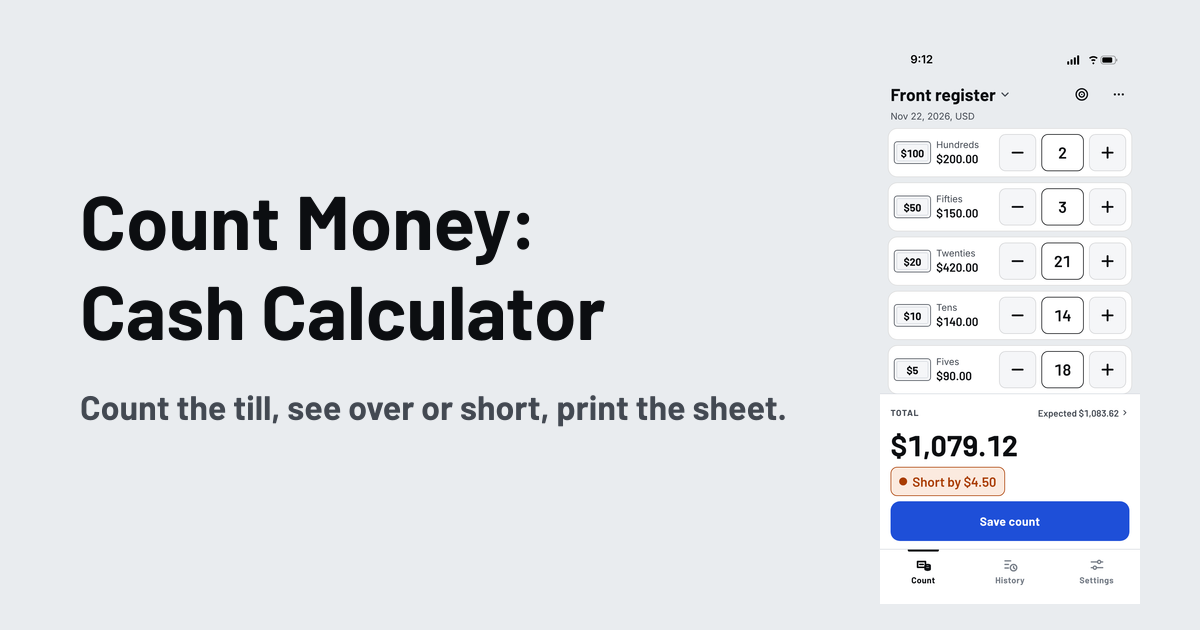 Count Money:
Cash Calculator
Count the till, see over or short, print the sheet.
9:12
Front register
Nov 22, 2026, USD
$100 Hundreds $200.00 − 2 +
$50 Fifties $150.00 − 3 +
$20 Twenties $420.00 − 21 +
$10 Tens $140.00 − 14 +
$5 Fives $90.00 − 18 +
TOTAL Expected $1,083.62 >
$1,079.12
Short by $4.50
Save count
Count History Settings